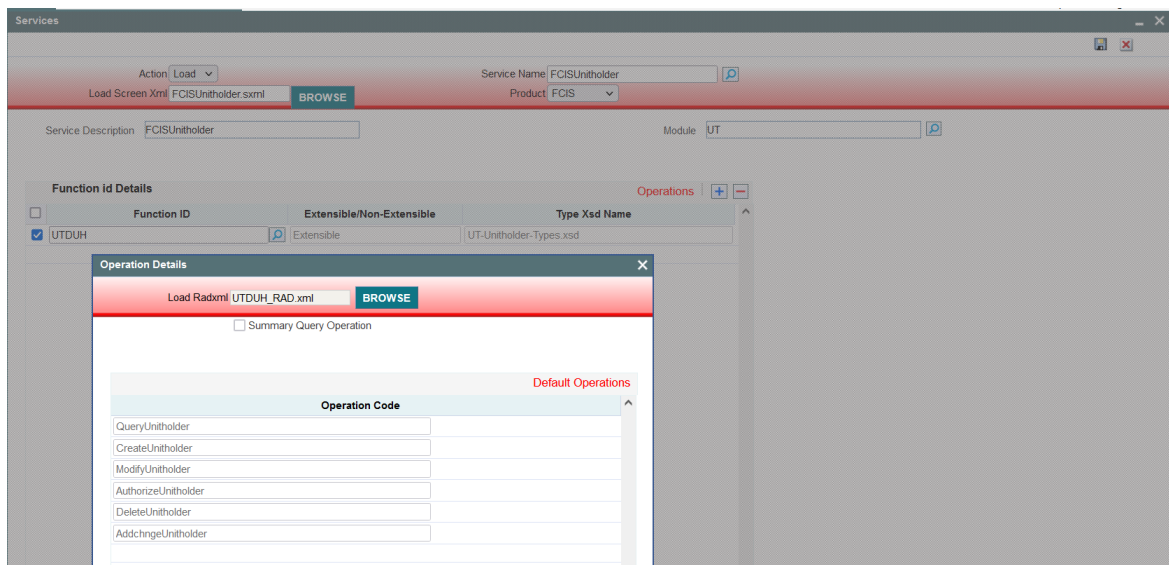 Services
Action Load Service Name FCISUnitholder
Load Screen Xml FCISUnitholder.sxml BROWSE Product FCIS
Service Description FCISUnitholder Module UT
Function id Details Operations
Function ID Extensible/Non-Extensible Type Xsd Name
UTDUH Extensible UT-Unitholder-Types.xsd
Operation Details
Load Radxml UTDUH_RAD.xml BROWSE
Summary Query Operation
Default Operations
Operation Code
QueryUnitholder
CreateUnitholder
ModifyUnitholder
AuthorizeUnitholder
DeleteUnitholder
AddchngeUnitholder